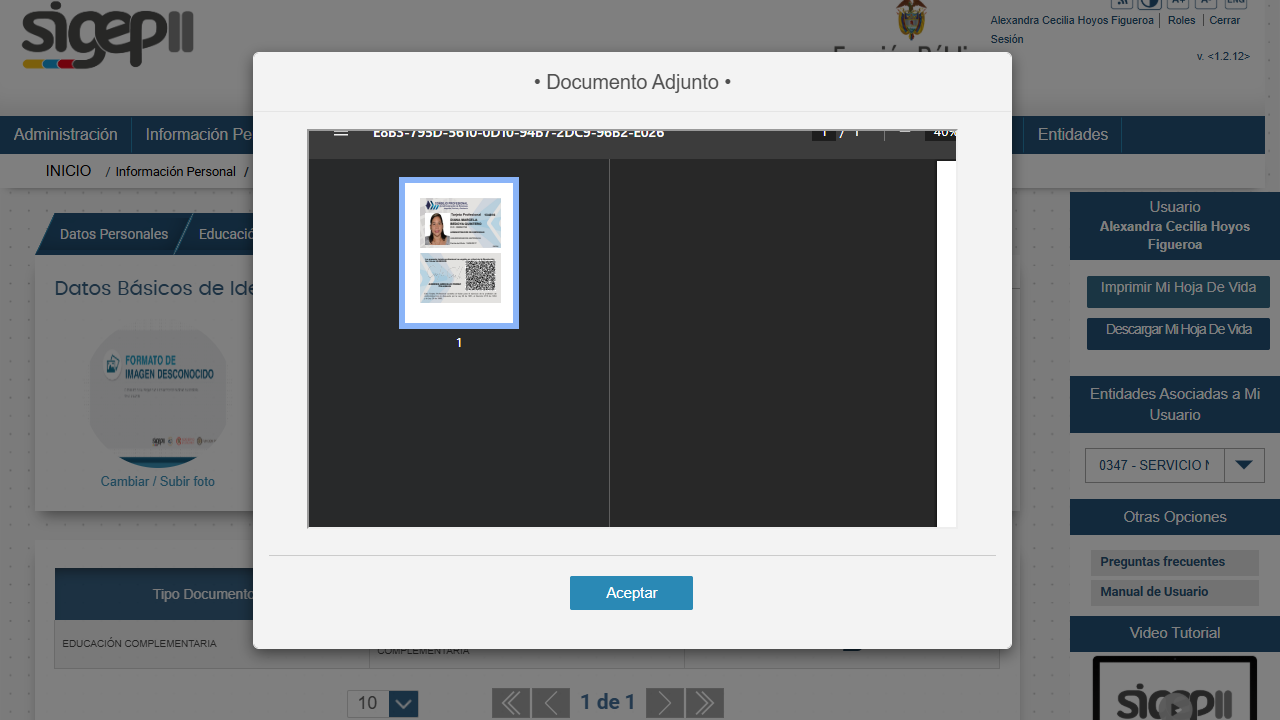 sigepII
Alexandra Cecilia Hoyos Figueroa
Roles
Cerrar
Sesión
v. <1.2.12>
• Documento Adjunto •
Administración
Información Pe
Entidades
INICIO / Información Personal /
E8B3-795D-5610-0D10-94B7-2DC9-96B2-E026
1 / 1
40%
Datos Personales
Educació
Datos Básicos de Ide
FORMATO DE
IMAGEN DESCONOCIDO
Cambiar / Subir foto
1
Usuario
Alexandra Cecilia Hoyos
Figueroa
Imprimir Mi Hoja De Vida
Descargar Mi Hoja De Vida
Entidades Asociadas a Mi
Usuario
0347 - SERVICIO N
Otras Opciones
Preguntas frecuentes
Manual de Usuario
Video Tutorial
sigepII
Tipo Documento
EDUCACIÓN COMPLEMENTARIA
COMPLEMENTARIA
Aceptar
10
1 de 1